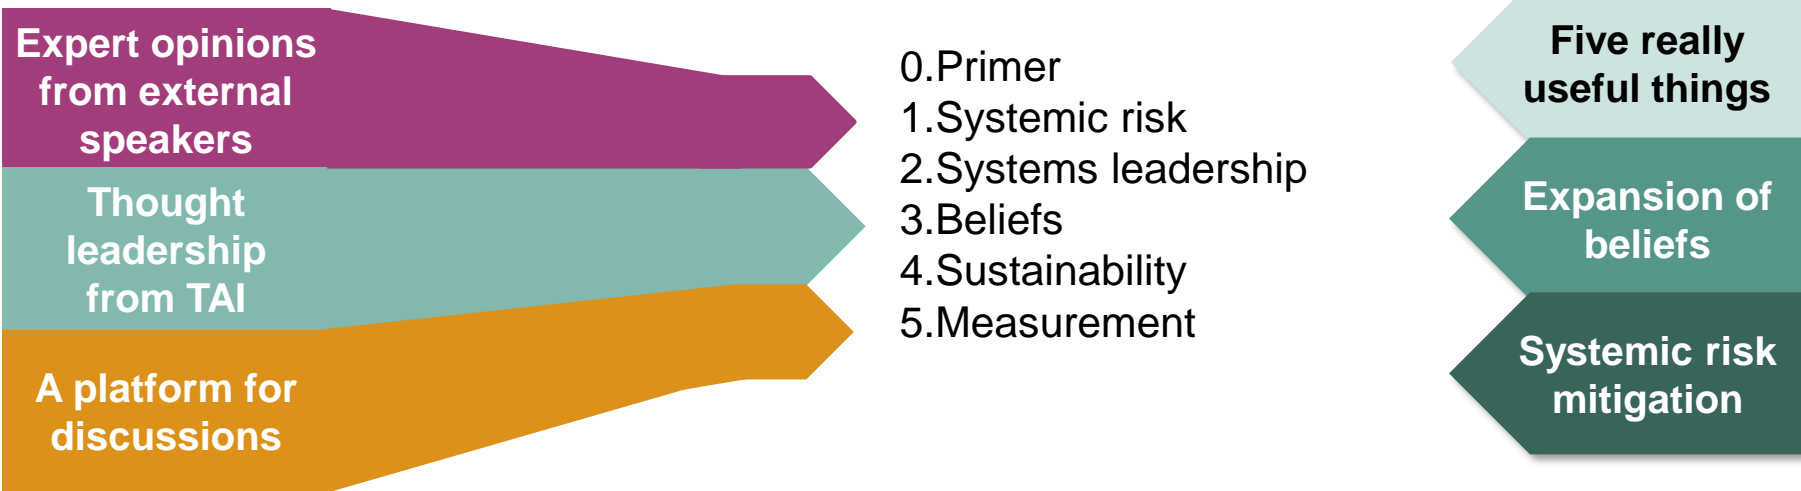 Expert opinions
from external
speakers
Thought
leadership
from TAI
A platform for
discussions
0.Primer
1.Systemic risk
2.Systems leadership
3.Beliefs
4.Sustainability
5.Measurement
Five really
useful things
Expansion of
beliefs
Systemic risk
mitigation